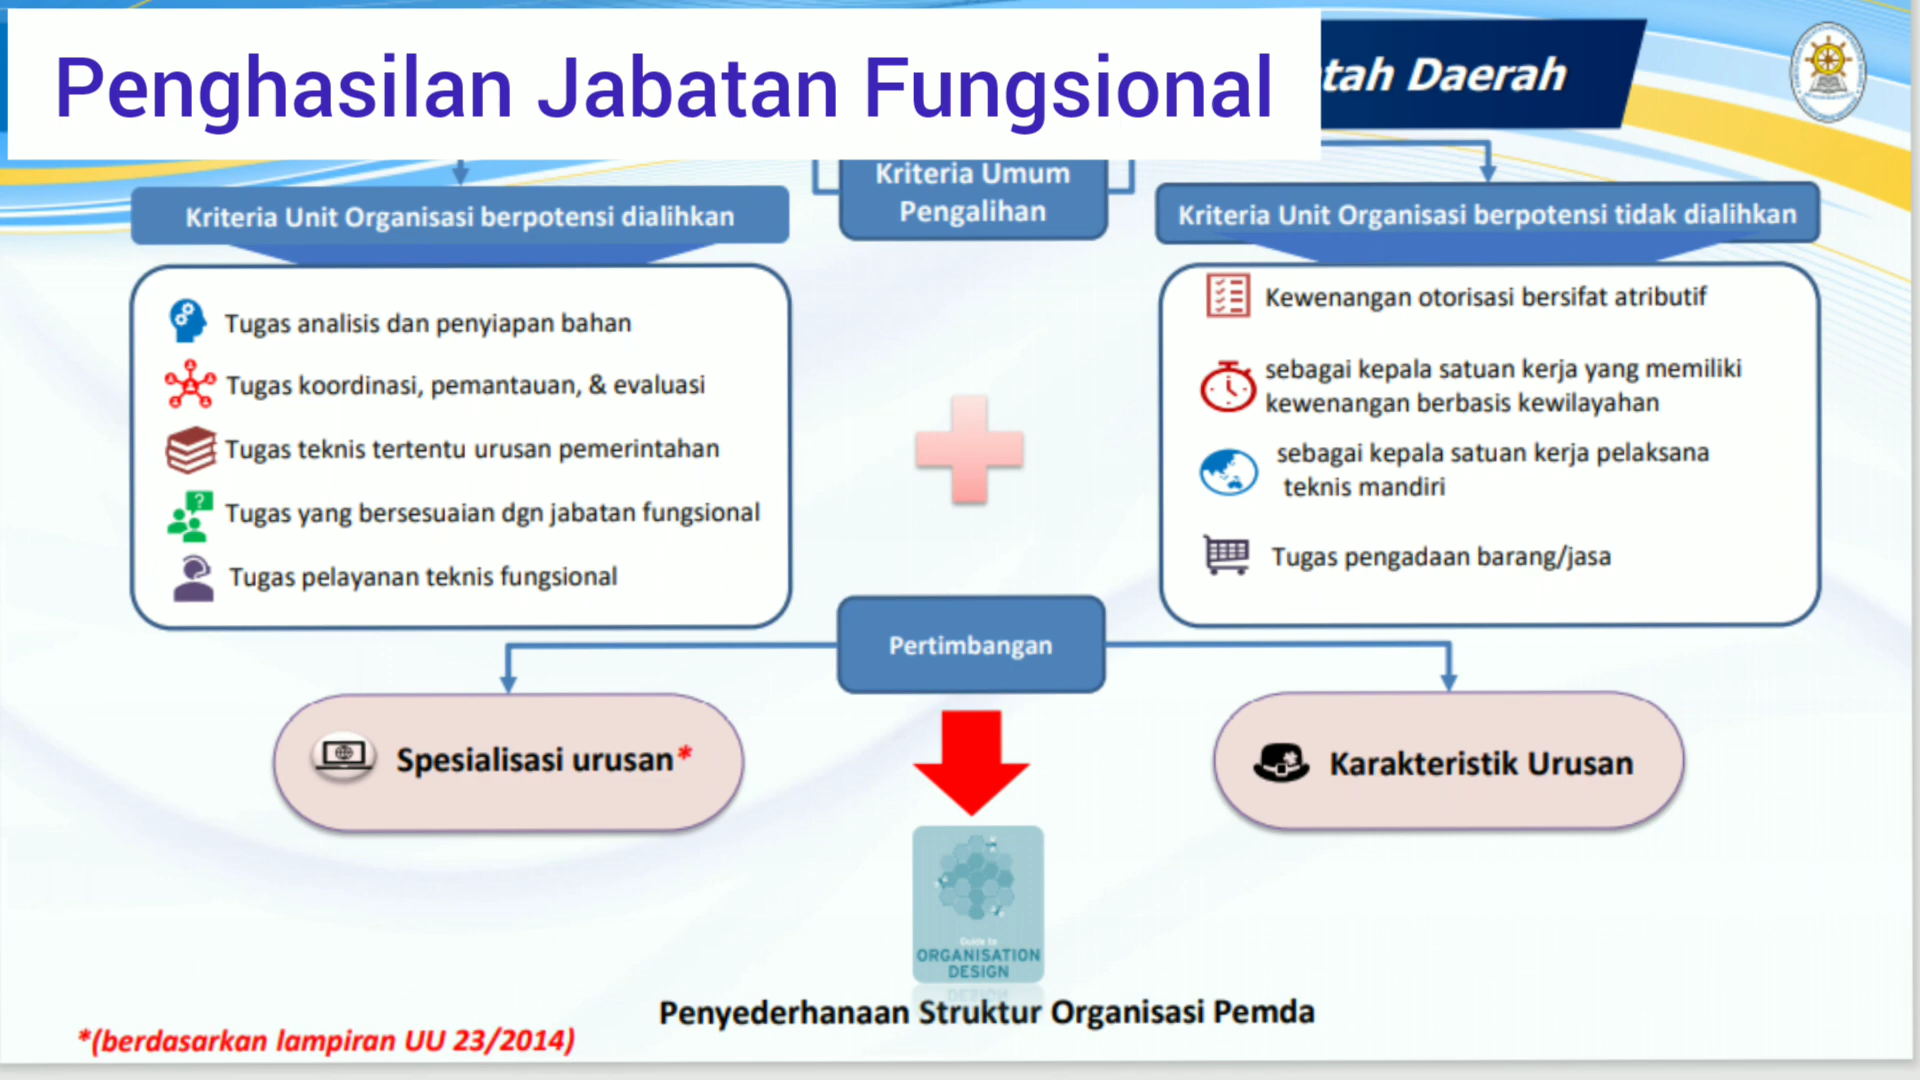 Penghasilan Jabatan Fungsional
tah Daerah
Kriteria Umum
Pengalihan
Kriteria Unit Organisasi berpotensi dialihkan
Tugas analisis dan penyiapan bahan
Tugas koordinasi, pemantauan, & evaluasi
Tugas teknis tertentu urusan pemerintahan
Tugas yang bersesuaian dgn jabatan fungsional
Tugas pelayanan teknis fungsional
Kriteria Unit Organisasi berpotensi tidak dialihkan
Kewenangan otorisasi bersifat atributif
sebagai kepala satuan kerja yang memiliki
kewenangan berbasis kewilayahan
sebagai kepala satuan kerja pelaksana
teknis mandiri
Tugas pengadaan barang/jasa
Pertimbangan
Spesialisasi urusan*
Karakteristik Urusan
Guide to
ORGANISATION
DESIGN
Penyederhanaan Struktur Organisasi Pemda
*(berdasarkan lampiran UU 23/2014)